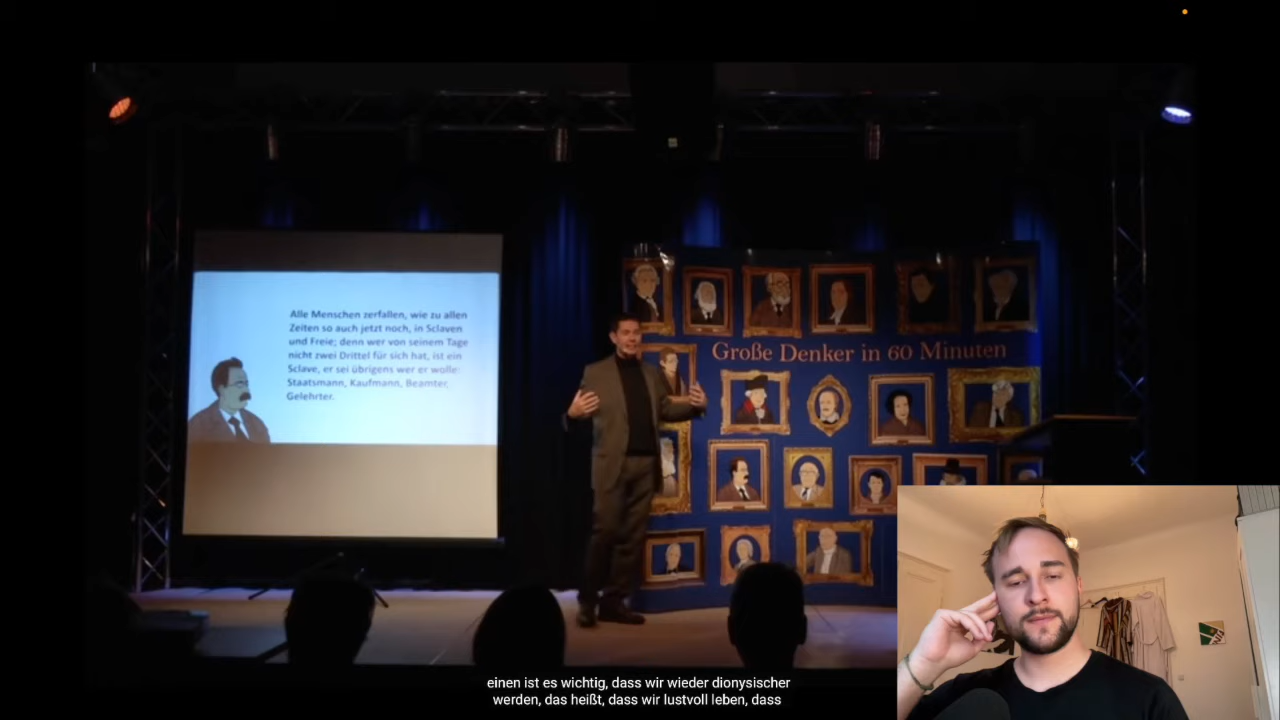 Alle Menschen zerfallen, wie zu allen
Zeiten so auch jetzt noch, in Sclaven
und Freie; denn wer von seinem Tage
nicht zwei Drittel für sich hat, ist ein
Sclave, er sei übrigens wer er wolle:
Staatsmann, Kaufmann, Beamter,
Gelehrter.
Große Denker in 60 Minuten
einen ist es wichtig, dass wir wieder dionysischer
werden, das heißt, dass wir lustvoll leben, dass